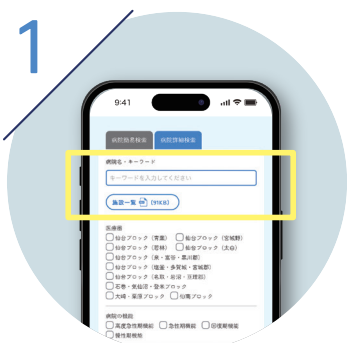 1
9:41
病院簡易検索 病院詳細検索
病院名・キーワード
キーワードを入力してください
施設一覧 (91KB)
医療圏
仙台ブロック（青葉） 仙台ブロック（宮城野）
仙台ブロック（若林） 仙台ブロック（太白）
仙台ブロック（泉・富谷・黒川郡）
仙台ブロック（塩釜・多賀城・宮城郡）
仙台ブロック（名取・岩沼・亘理郡）
石巻・気仙沼・登米ブロック
大崎・栗原ブロック 仙南ブロック
病院の機能
高度急性期機能 急性期機能 回復期機能
慢性期機能